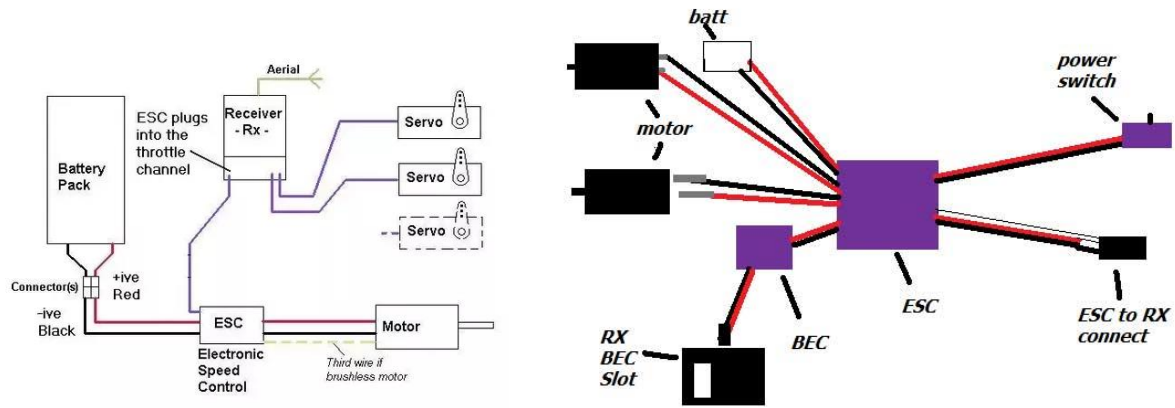 Aerial
ESC plugs
into the
throttle
channel
Receiver
- Rx -
Servo
Servo
Servo
Battery
Pack
Connector(s)
+ive
Red
-ive
Black
ESC
Motor
Electronic
Speed
Control
Third wire if
brushless motor
batt
motor
power
switch
ESC
BEC
RX
BEC
Slot
ESC to RX
connect